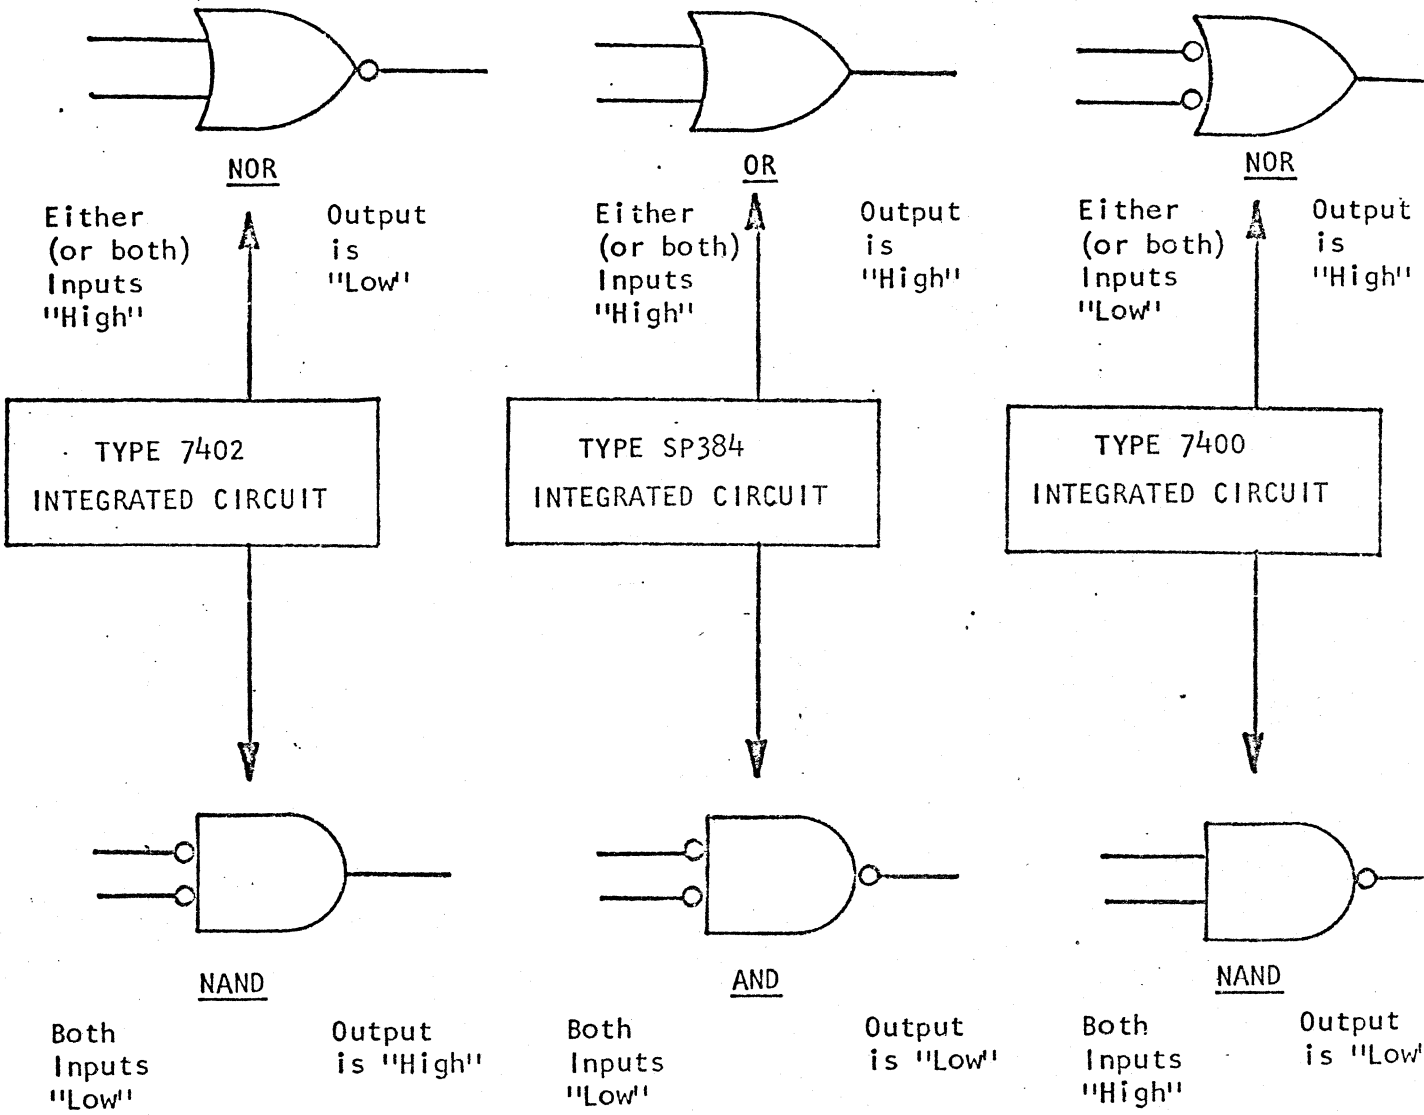 NOR
Either
(or both)
Inputs
"High"
Output
is
"Low"
TYPE 7402
INTEGRATED CIRCUIT
NAND
Both
Inputs
"Low"
Output
is "High"
OR
Either
(or both)
Inputs
"High"
Output
is
"High"
TYPE SP384
INTEGRATED CIRCUIT
AND
Both
Inputs
"Low"
Output
is "Low"
NOR
Either
(or both)
Inputs
"Low"
Output
is
"High"
TYPE 7400
INTEGRATED CIRCUIT
NAND
Both
Inputs
"High"
Output
is "Low"